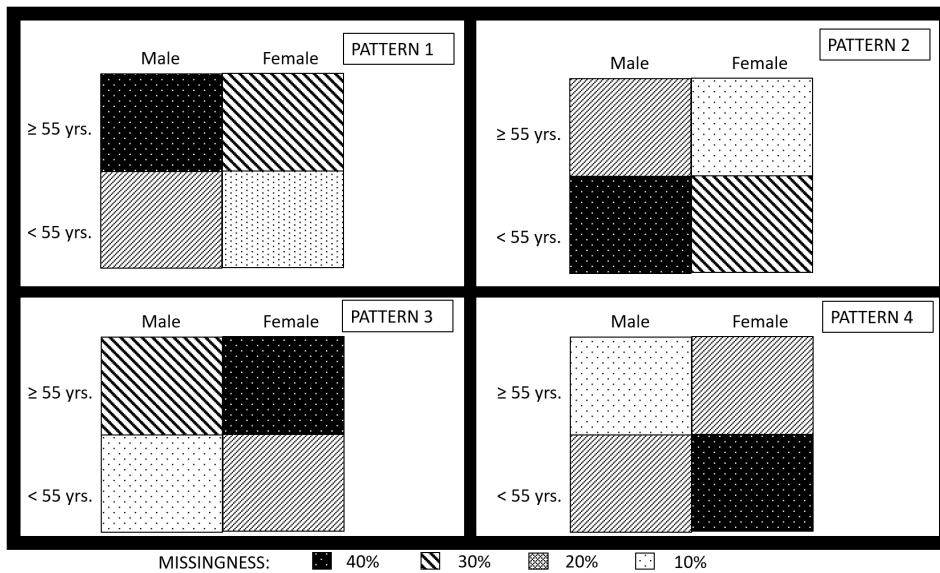 PATTERN 1
Male Female
≥ 55 yrs.
< 55 yrs.
PATTERN 2
Male Female
≥ 55 yrs.
< 55 yrs.
PATTERN 3
Male Female
≥ 55 yrs.
< 55 yrs.
PATTERN 4
Male Female
≥ 55 yrs.
< 55 yrs.
MISSINGNESS: 40% 30% 20% 10%